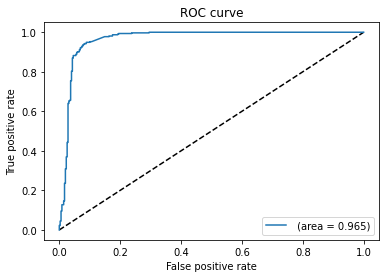 ROC curve
True positive rate
1.0
0.8
0.6
0.4
0.2
0.0
0.0 0.2 0.4 0.6 0.8 1.0
False positive rate
(area = 0.965)